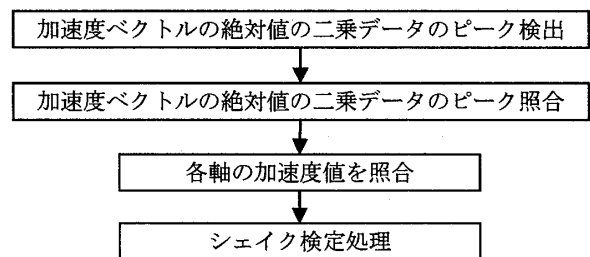 加速度ベクトルの絶対値の二乗データのピーク検出
加速度ベクトルの絶対値の二乗データのピーク照合
各軸の加速度値を照合
シェイク検定処理